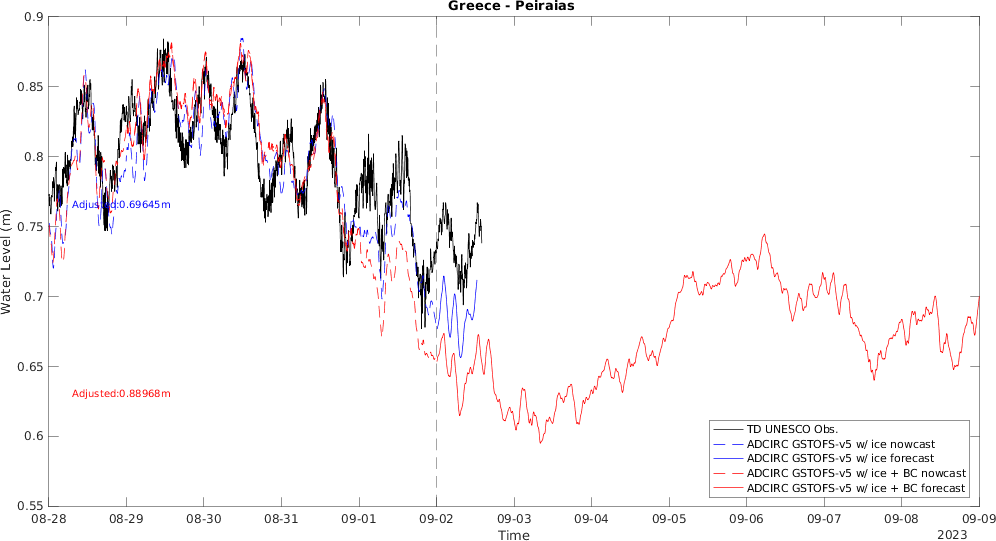 Greece - Peiraias
0.9
0.85
0.8
0.75
0.7
0.65
0.6
0.55
Water Level (m)
Adjusted:0.69645m
Adjusted:0.88968m
TD UNESCO Obs.
ADCIRC GSTOFS-v5 w/ ice nowcast
ADCIRC GSTOFS-v5 w/ ice forecast
ADCIRC GSTOFS-v5 w/ ice + BC nowcast
ADCIRC GSTOFS-v5 w/ ice + BC forecast
08-28 08-29 08-30 08-31 09-01 09-02 09-03 09-04 09-05 09-06 09-07 09-08 09-09
Time
2023